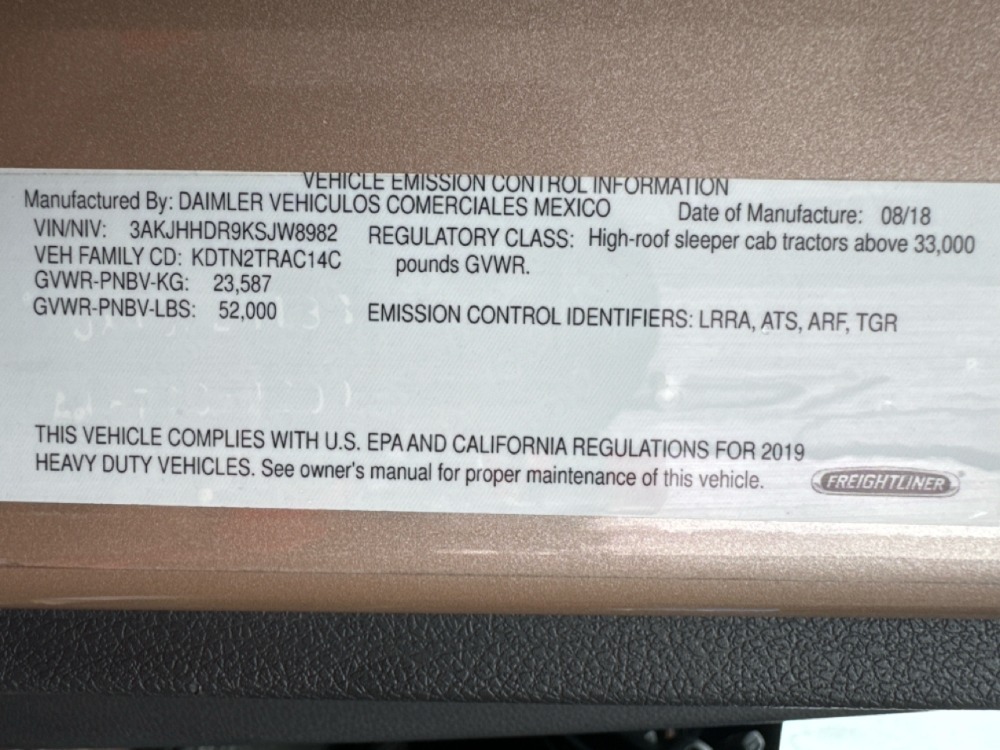 VEHICLE EMISSION CONTROL INFORMATION
Manufactured By: DAIMLER VEHICULOS COMERCIALES MEXICO Date of Manufacture: 08/18
VIN/NIV: 3AKJHHDR9KSJW8982 REGULATORY CLASS: High-roof sleeper cab tractors above 33,000
VEH FAMILY CD: KDTN2TRAC14C pounds GVWR.
GVWR-PNBV-KG: 23,587
GVWR-PNBV-LBS: 52,000 EMISSION CONTROL IDENTIFIERS: LRRA, ATS, ARF, TGR
THIS VEHICLE COMPLIES WITH U.S. EPA AND CALIFORNIA REGULATIONS FOR 2019
HEAVY DUTY VEHICLES. See owner's manual for proper maintenance of this vehicle.
FREIGHTLINER